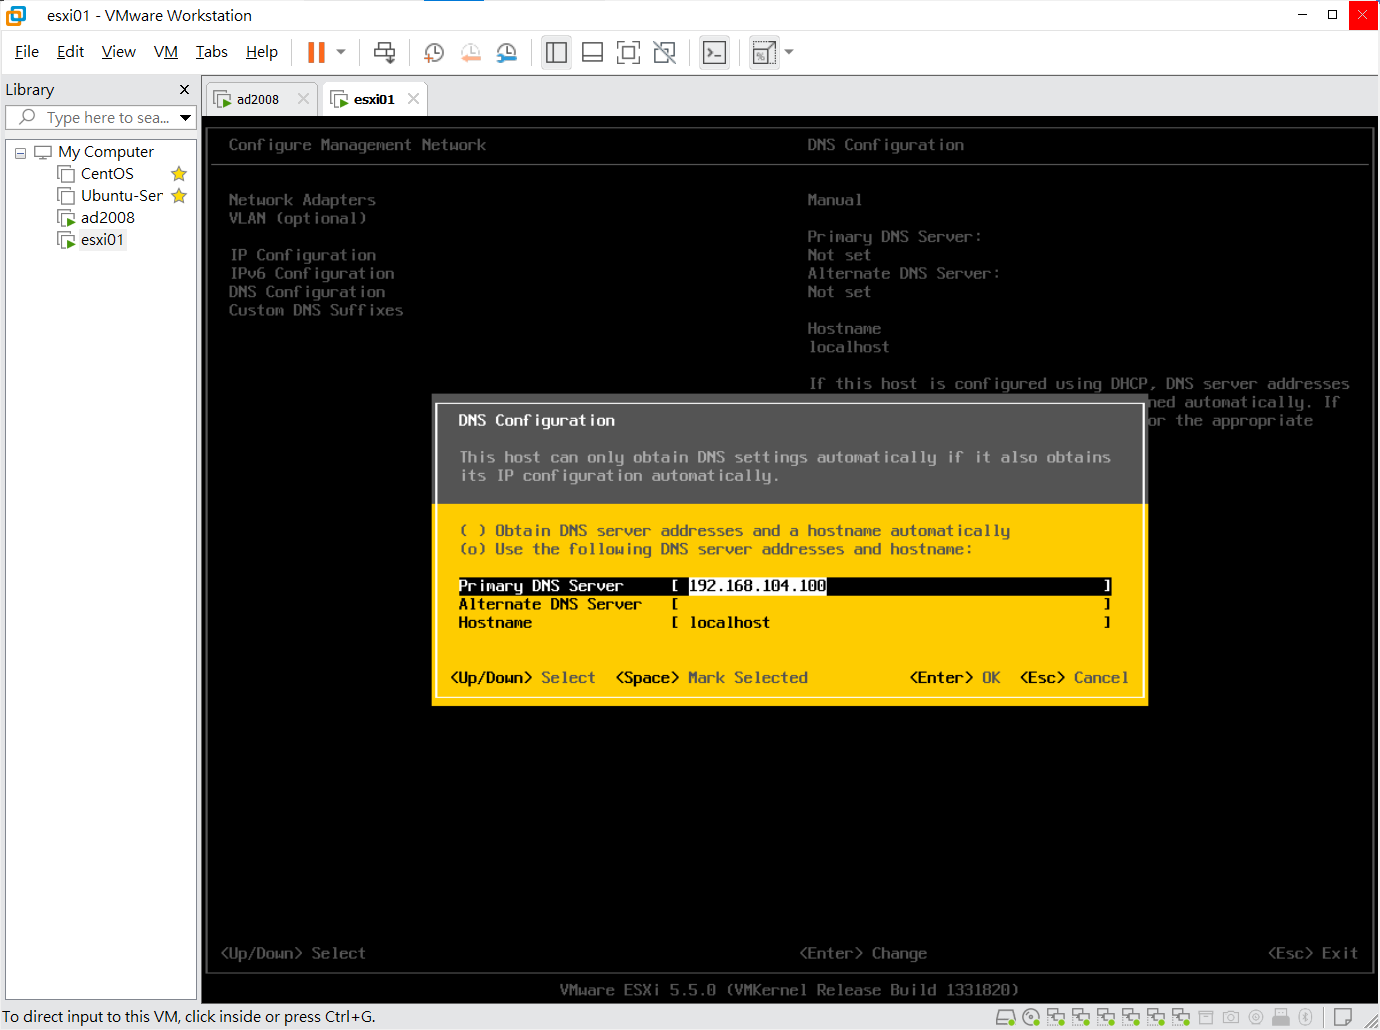 esxi01 - VMware Workstation
File Edit View VM Tabs Help
Library
Type here to sea...
My Computer
CentOS
Ubuntu-Ser
ad2008
esxi01
ad2008
esxi01
Configure Management Network
DNS Configuration
Network Adapters
VLAN (optional)
IP Configuration
IPv6 Configuration
DNS Configuration
Custom DNS Suffixes
Manual
Primary DNS Server:
Not set
Alternate DNS Server:
Not set
Hostname
localhost
If this host is configured using DHCP, DNS server addresses
ned automatically. If
or the appropriate
DNS Configuration
This host can only obtain DNS settings automatically if it also obtains
its IP configuration automatically.
( ) Obtain DNS server addresses and a hostname automatically
(o) Use the following DNS server addresses and hostname:
Primary DNS Server [ 192.168.104.100 ]
Alternate DNS Server [ ]
Hostname [ localhost ]
<Up/Down> Select <Space> Mark Selected <Enter> OK <Esc> Cancel
<Up/Down> Select <Enter> Change <Esc> Exit
VMware ESXi 5.5.0 (VMKernel Release Build 1331820)
To direct input to this VM, click inside or press Ctrl+G.